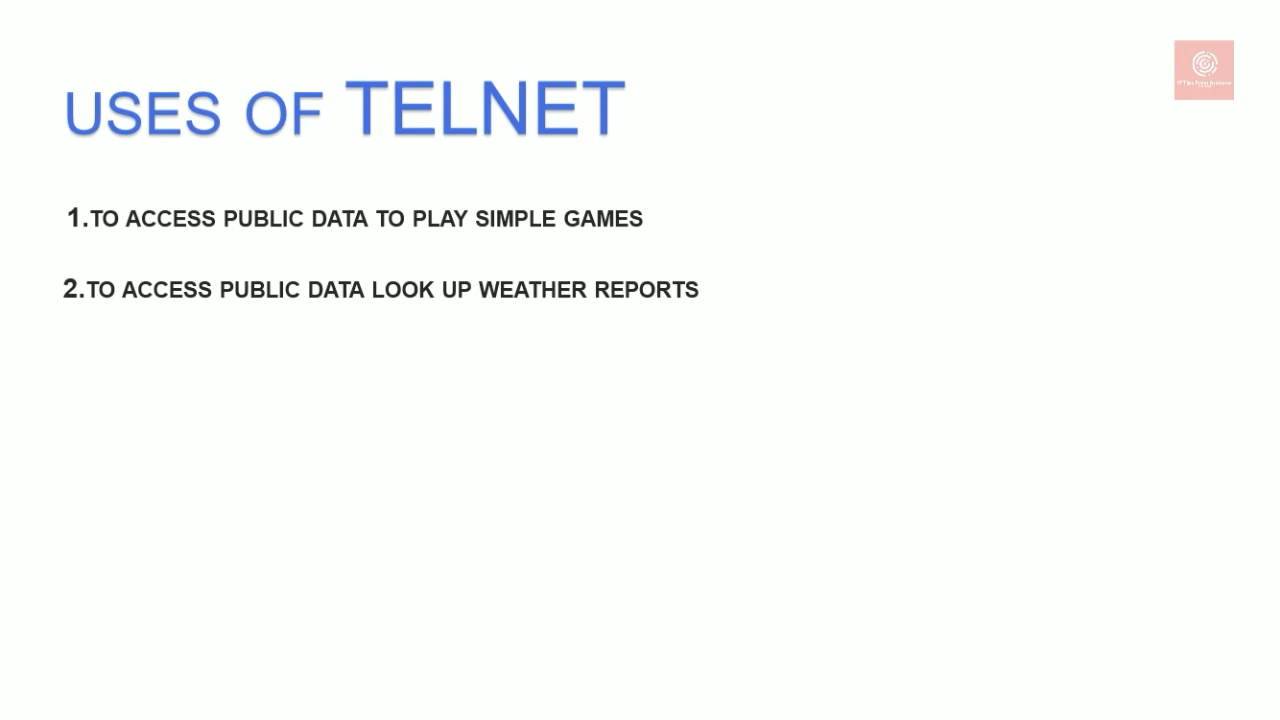 USES OF TELNET
1.TO ACCESS PUBLIC DATA TO PLAY SIMPLE GAMES
2.TO ACCESS PUBLIC DATA LOOK UP WEATHER REPORTS